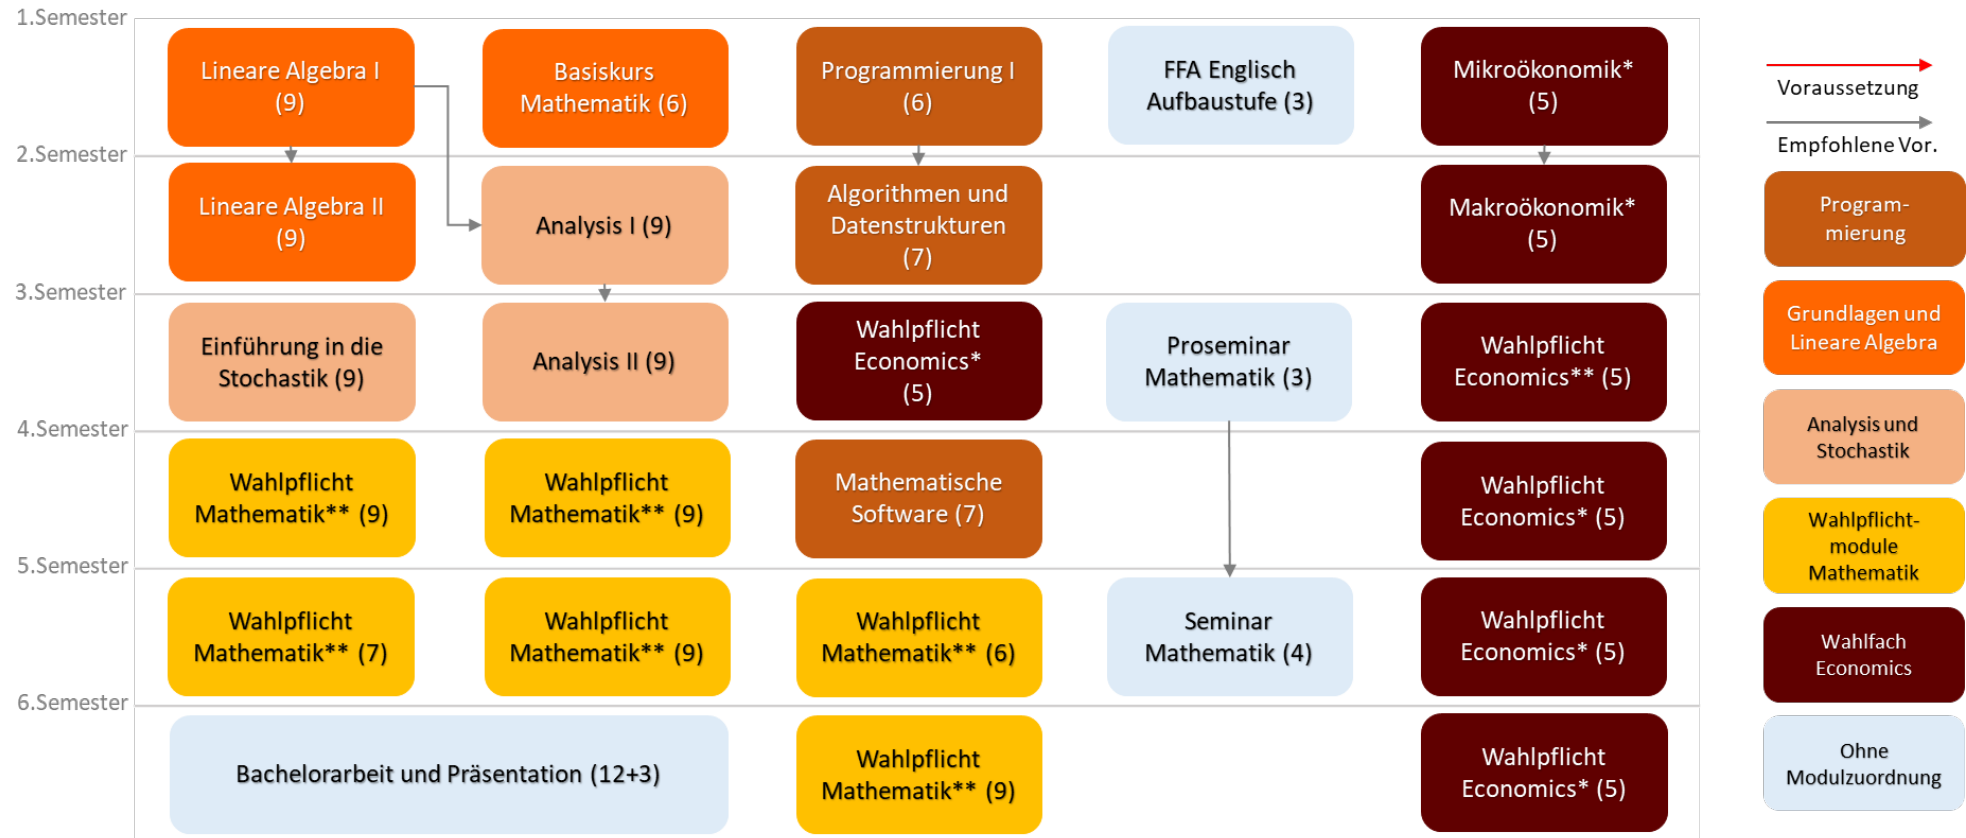 1.Semester
Lineare Algebra I
(9)
Basiskurs
Mathematik (6)
Programmierung I
(6)
FFA Englisch
Aufbaustufe (3)
Mikroökonomik*
(5)
2.Semester
Lineare Algebra II
(9)
Analysis I (9)
Algorithmen und
Datenstrukturen
(7)
Makroökonomik*
(5)
3.Semester
Einführung in die
Stochastik (9)
Analysis II (9)
Wahlpflicht
Economics*
(5)
Proseminar
Mathematik (3)
Wahlpflicht
Economics** (5)
4.Semester
Wahlpflicht
Mathematik** (9)
Wahlpflicht
Mathematik** (9)
Mathematische
Software (7)
Wahlpflicht
Economics* (5)
5.Semester
Wahlpflicht
Mathematik** (7)
Wahlpflicht
Mathematik** (9)
Wahlpflicht
Mathematik** (6)
Seminar
Mathematik (4)
Wahlpflicht
Economics* (5)
6.Semester
Bachelorarbeit und Präsentation (12+3)
Wahlpflicht
Mathematik** (9)
Wahlpflicht
Economics* (5)
Voraussetzung
Empfohlene Vor.
Program-
mierung
Grundlagen und
Lineare Algebra
Analysis und
Stochastik
Wahlpflicht-
module
Mathematik
Wahlfach
Economics
Ohne
Modulzuordnung